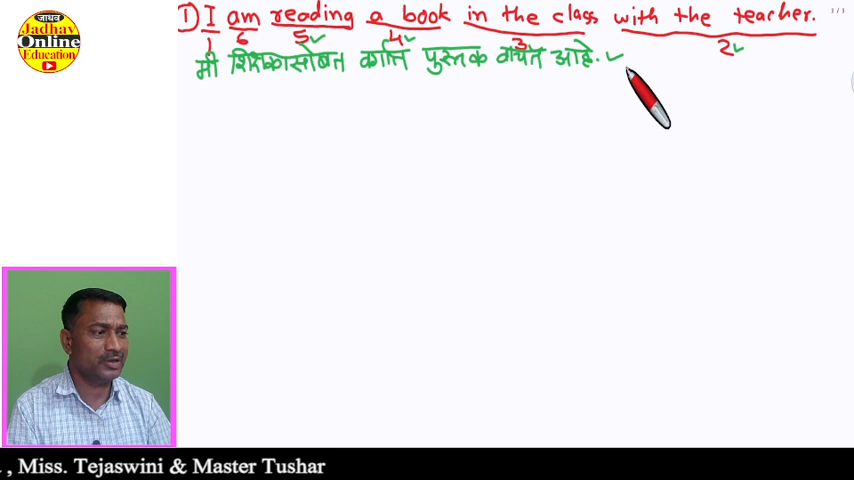 जाधव
Jadhav
Online
Education
① I am reading a book in the class with the teacher.
1 6 5✓ 4✓ 3 2✓
मी शिक्षकासोबत वर्गात पुस्तक वाचत आहे. ✓
, Miss. Tejaswini & Master Tushar